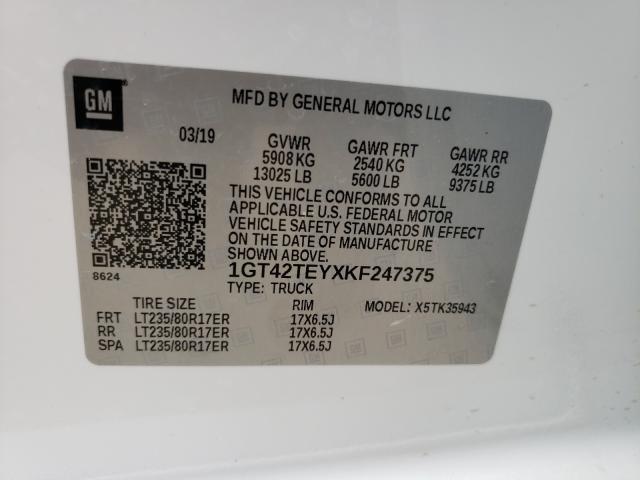 GM
MFD BY GENERAL MOTORS LLC
03/19
GVWR GAWR FRT GAWR RR
5908 KG 2540 KG 4252 KG
13025 LB 5600 LB 9375 LB
THIS VEHICLE CONFORMS TO ALL
APPLICABLE U.S. FEDERAL MOTOR
VEHICLE SAFETY STANDARDS IN EFFECT
ON THE DATE OF MANUFACTURE
SHOWN ABOVE.
8624
1GT42TEYXKF247375
TYPE: TRUCK MODEL: X5TK35943
TIRE SIZE RIM
FRT LT235/80R17ER 17X6.5J
RR LT235/80R17ER 17X6.5J
SPA LT235/80R17ER 17X6.5J